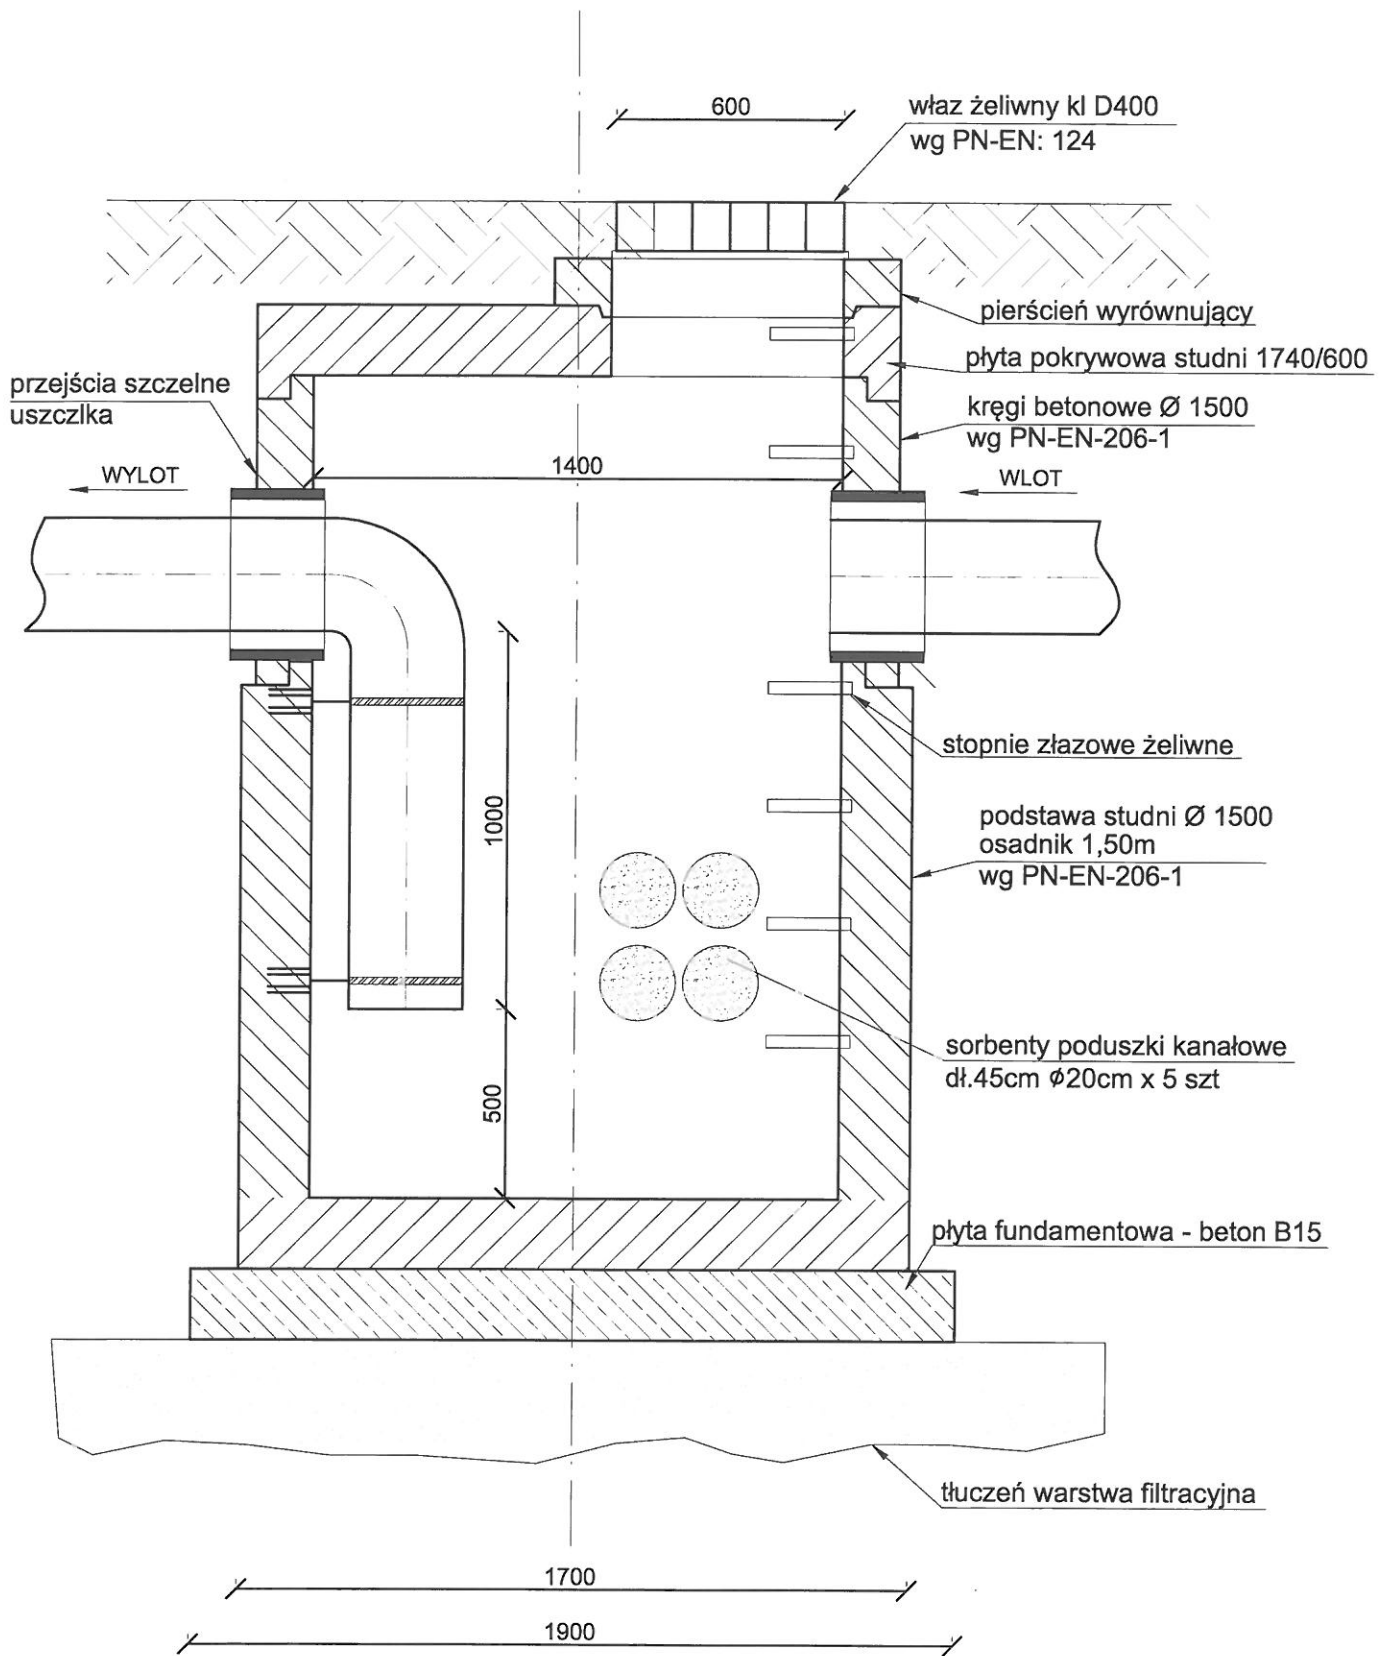 600
właz żeliwny kl D400
wg PN-EN: 124
pierścień wyrównujący
płyta pokrywowa studni 1740/600
przejścia szczelne
uszczlka
kręgi betonowe Ø 1500
wg PN-EN-206-1
1400
WYLOT
WLOT
stopnie złazowe żeliwne
1000
podstawa studni Ø 1500
osadnik 1,50m
wg PN-EN-206-1
sorbenty poduszki kanałowe
dł.45cm ϕ20cm x 5 szt
500
płyta fundamentowa - beton B15
tłuczeń warstwa filtracyjna
1700
1900